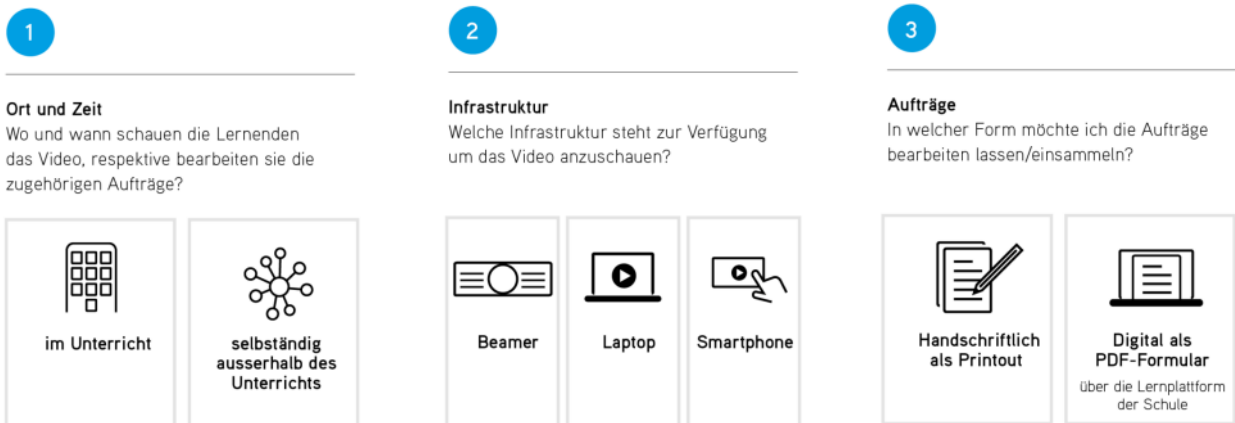 1
Ort und Zeit
Wo und wann schauen die Lernenden
das Video, respektive bearbeiten sie die
zugehörigen Aufträge?
im Unterricht
selbständig
ausserhalb des
Unterrichts
2
Infrastruktur
Welche Infrastruktur steht zur Verfügung
um das Video anzuschauen?
Beamer
Laptop
Smartphone
3
Aufträge
In welcher Form möchte ich die Aufträge
bearbeiten lassen/einsammeln?
Handschriftlich
als Printout
Digital als
PDF-Formular
über die Lernplattform
der Schule